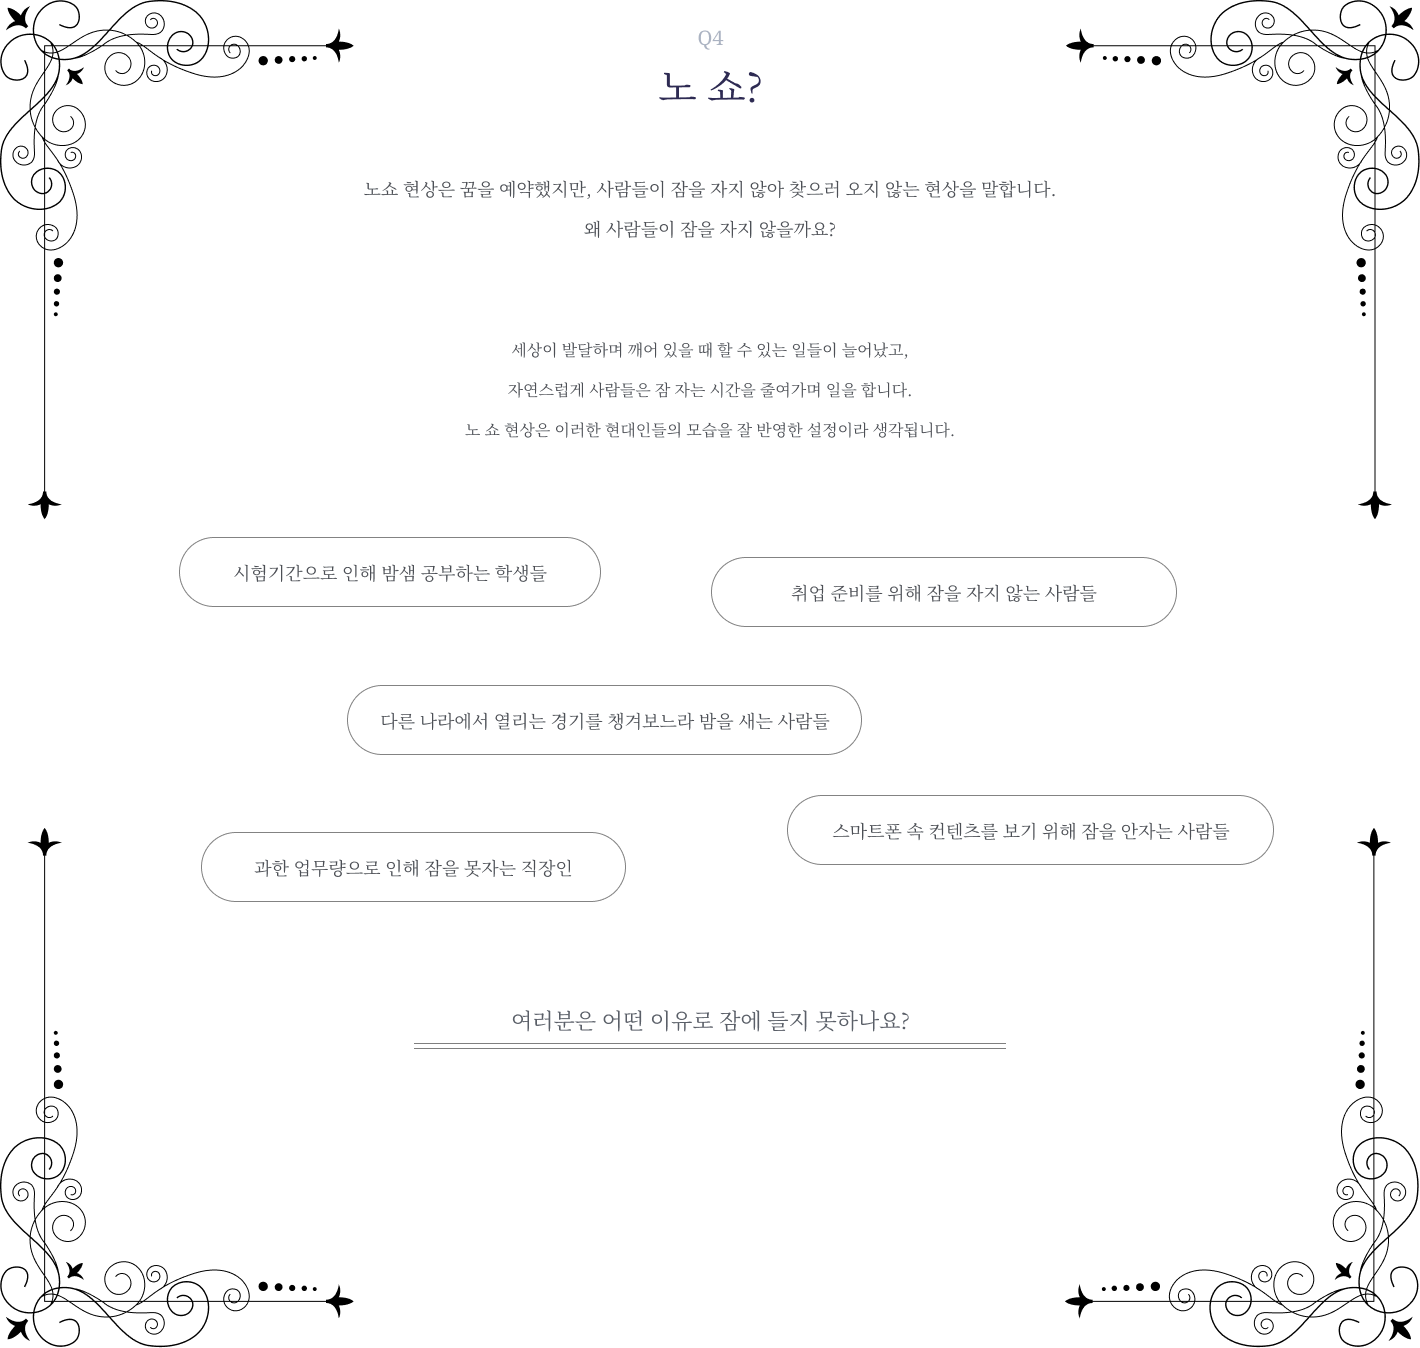 Q4
노 쇼?
노쇼 현상은 꿈을 예약했지만, 사람들이 잠을 자지 않아 찾으러 오지 않는 현상을 말합니다.
왜 사람들이 잠을 자지 않을까요?
세상이 발달하며 깨어 있을 때 할 수 있는 일들이 늘어났고,
자연스럽게 사람들은 잠 자는 시간을 줄여가며 일을 합니다.
노 쇼 현상은 이러한 현대인들의 모습을 잘 반영한 설정이라 생각됩니다.
시험기간으로 인해 밤샘 공부하는 학생들
취업 준비를 위해 잠을 자지 않는 사람들
다른 나라에서 열리는 경기를 챙겨보느라 밤을 새는 사람들
스마트폰 속 컨텐츠를 보기 위해 잠을 안자는 사람들
과한 업무량으로 인해 잠을 못자는 직장인
여러분은 어떤 이유로 잠에 들지 못하나요?